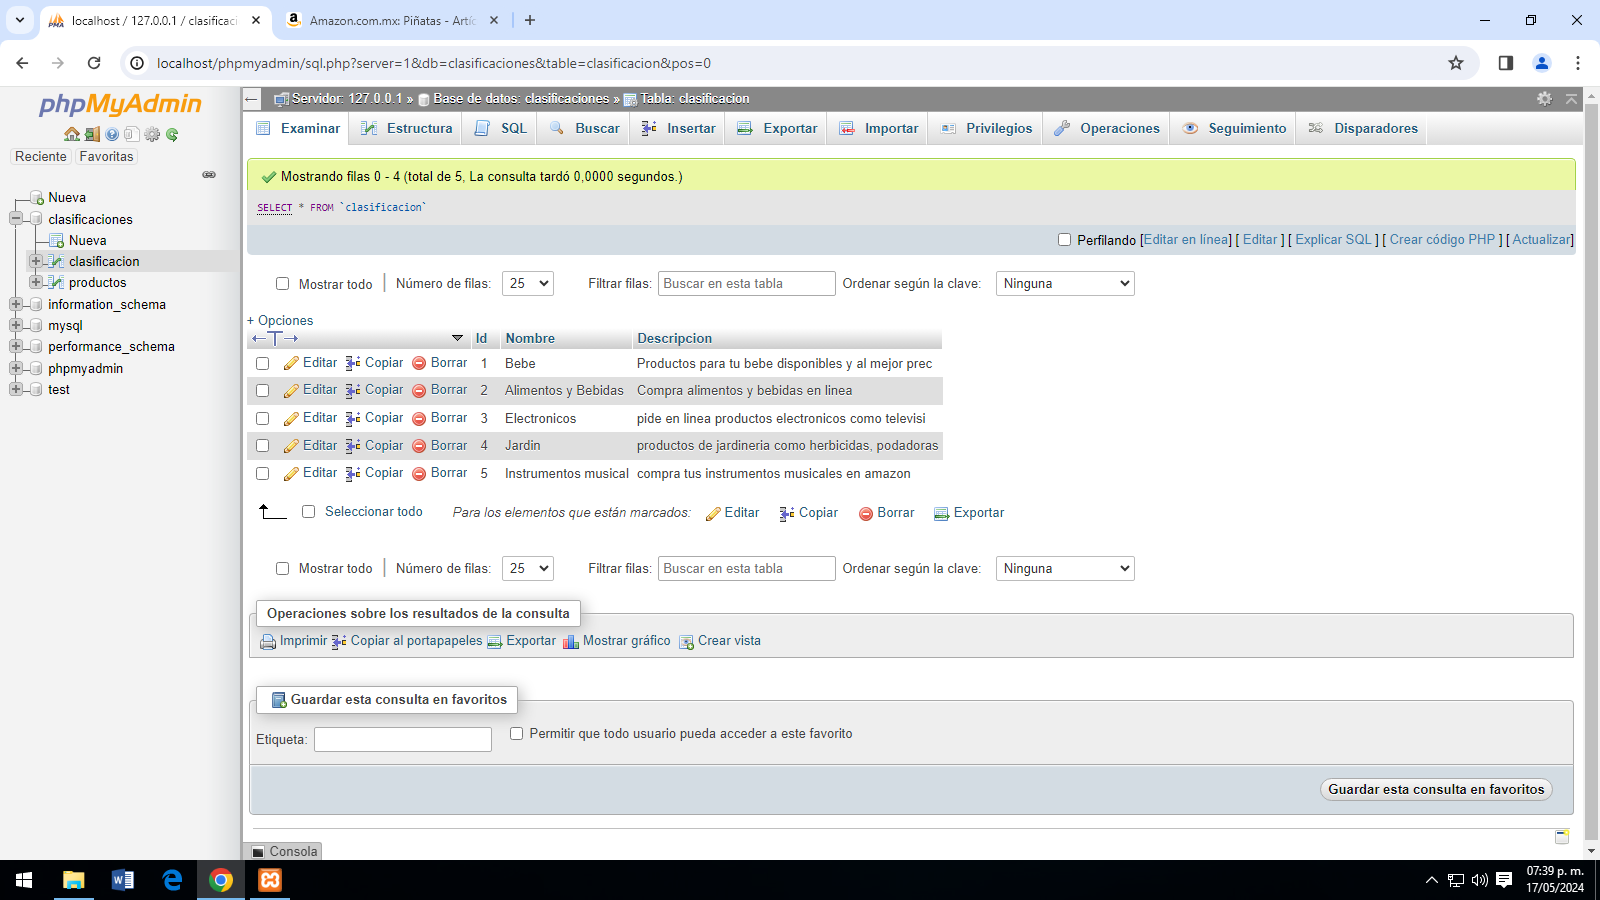 localhost / 127.0.0.1 / clasificaci
Amazon.com.mx: Piñatas - Artíc
localhost/phpmyadmin/sql.php?server=1&db=clasificaciones&table=clasificacion&pos=0
phpMyAdmin
Reciente Favoritas
Nueva
clasificaciones
Nueva
clasificacion
productos
information_schema
mysql
performance_schema
phpmyadmin
test
Servidor: 127.0.0.1 » Base de datos: clasificaciones » Tabla: clasificacion
Examinar Estructura SQL Buscar Insertar Exportar Importar Privilegios Operaciones Seguimiento Disparadores
Mostrando filas 0 - 4 (total de 5, La consulta tardó 0,0000 segundos.)
SELECT * FROM `clasificacion`
Perfilando [Editar en línea] [ Editar ] [ Explicar SQL ] [ Crear código PHP ] [ Actualizar]
Mostrar todo | Número de filas: 25 Filtrar filas: Buscar en esta tabla Ordenar según la clave: Ninguna
+ Opciones
←T→ Id Nombre Descripcion
Editar Copiar Borrar 1 Bebe Productos para tu bebe disponibles y al mejor prec
Editar Copiar Borrar 2 Alimentos y Bebidas Compra alimentos y bebidas en linea
Editar Copiar Borrar 3 Electronicos pide en linea productos electronicos como televisi
Editar Copiar Borrar 4 Jardin productos de jardineria como herbicidas, podadoras
Editar Copiar Borrar 5 Instrumentos musical compra tus instrumentos musicales en amazon
Seleccionar todo Para los elementos que están marcados: Editar Copiar Borrar Exportar
Mostrar todo | Número de filas: 25 Filtrar filas: Buscar en esta tabla Ordenar según la clave: Ninguna
Operaciones sobre los resultados de la consulta
Imprimir Copiar al portapapeles Exportar Mostrar gráfico Crear vista
Guardar esta consulta en favoritos
Etiqueta: Permitir que todo usuario pueda acceder a este favorito
Guardar esta consulta en favoritos
Consola
07:39 p. m.
17/05/2024